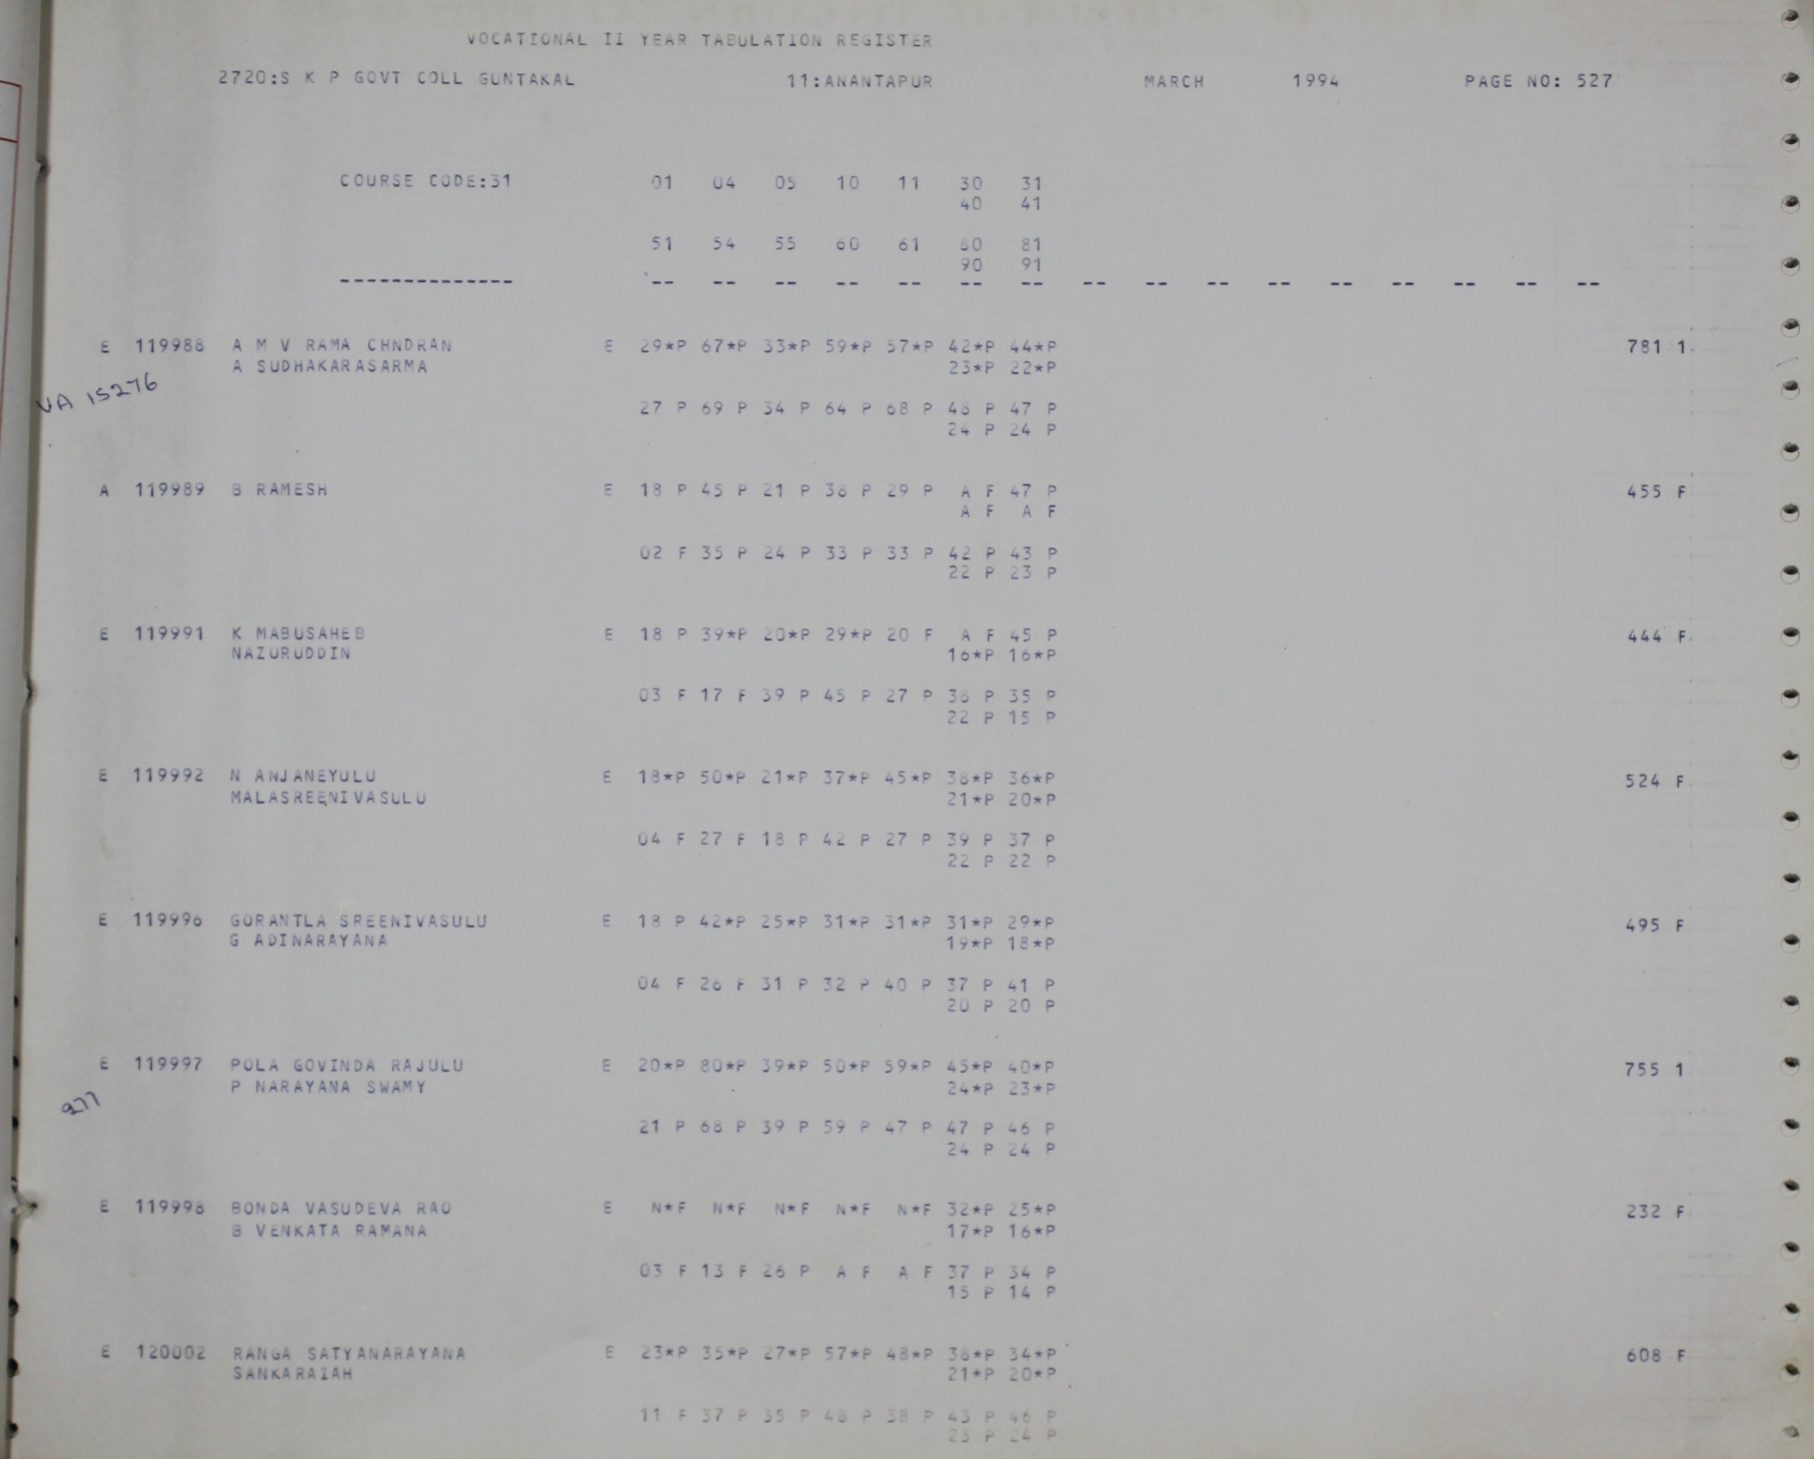 VOCATIONAL II YEAR TABULATION REGISTER
2720:S K P GOVT COLL GUNTAKAL 11:ANANTAPUR MARCH 1994 PAGE NO: 527
COURSE CODE:31 01 04 05 10 11 30 31
40 41
51 54 55 60 61 80 81
90 91
-------------- -- -- -- -- -- -- -- -- -- -- -- -- -- -- -- --
E 119988 A M V RAMA CHNDRAN E 29*P 67*P 33*P 59*P 57*P 42*P 44*P 781 1
A SUDHAKARASARMA 23*P 22*P
VA 15276
27 P 69 P 34 P 64 P 68 P 48 P 47 P
24 P 24 P
A 119989 B RAMESH E 18 P 45 P 21 P 38 P 29 P A F 47 P 455 F
A F A F
02 F 35 P 24 P 33 P 33 P 42 P 43 P
22 P 23 P
E 119991 K MABUSAHEB E 18 P 39*P 20*P 29*P 20 F A F 45 P 444 F
NAZURUDDIN 16*P 16*P
03 F 17 F 39 P 45 P 27 P 38 P 35 P
22 P 15 P
E 119992 N ANJANEYULU E 18*P 50*P 21*P 37*P 45*P 38*P 36*P 524 F
MALASREENIVASULU 21*P 20*P
04 F 27 F 18 P 42 P 27 P 39 P 37 P
22 P 22 P
E 119996 GORANTLA SREENIVASULU E 18 P 42*P 25*P 31*P 31*P 31*P 29*P 495 F
G ADINARAYANA 19*P 18*P
04 F 26 F 31 P 32 P 40 P 37 P 41 P
20 P 20 P
E 119997 POLA GOVINDA RAJULU E 20*P 80*P 39*P 50*P 59*P 45*P 40*P 755 1
P NARAYANA SWAMY 24*P 23*P
277
21 P 68 P 39 P 59 P 47 P 47 P 46 P
24 P 24 P
E 119998 BONDA VASUDEVA RAO E N*F N*F N*F N*F N*F 32*P 25*P 232 F
B VENKATA RAMANA 17*P 16*P
03 F 13 F 26 P A F A F 37 P 34 P
15 P 14 P
E 120002 RANGA SATYANARAYANA E 23*P 35*P 27*P 57*P 48*P 38*P 34*P 608 F
SANKARAIAH 21*P 20*P
11 F 37 P 35 P 48 P 38 P 43 P 46 P
23 P 24 P